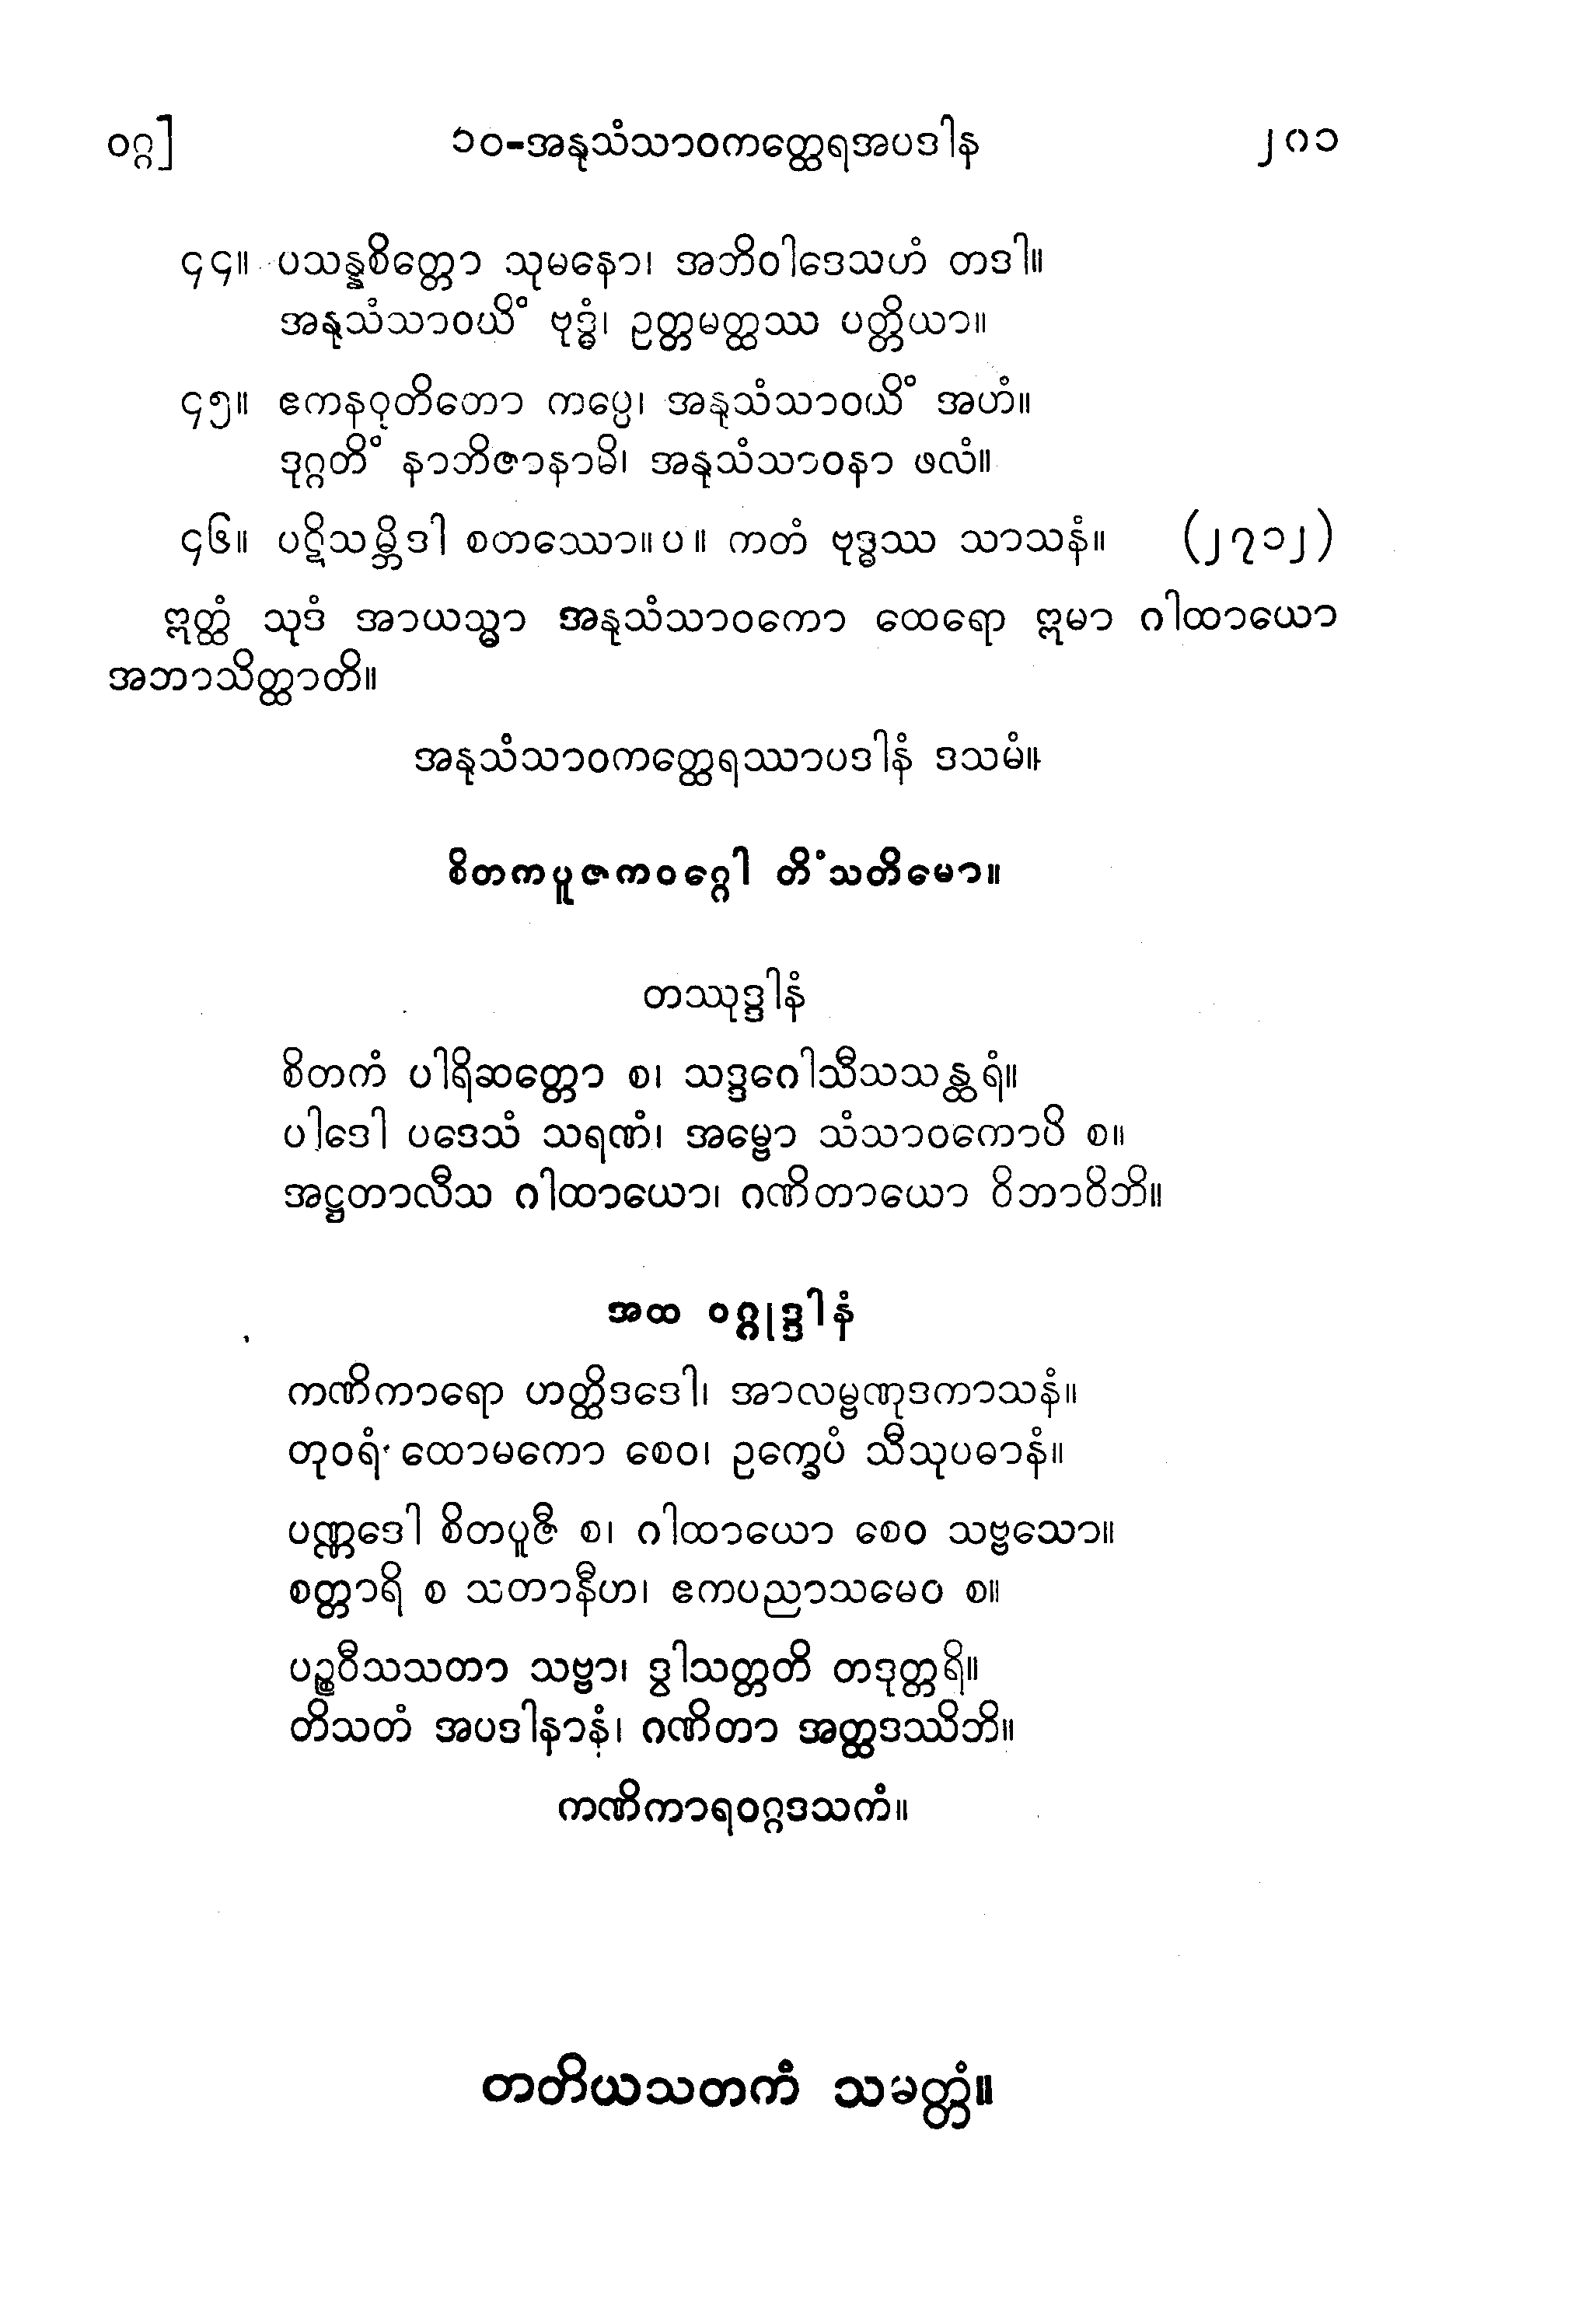 ဝဂ္ဂ] ၁ဝ-အနုသံသာဝကတ္ထေရအပဒါန ၂၈၁
၄၄။ ပသန္နစိတ္တော သုမနော၊ အဘိဝါဒေသဟံ တဒါ။
အနုသံသာဝယိံ ဗုဒ္ဓံ၊ ဥတ္တမတ္ထဿ ပတ္တိယာ။
၄၅။ ဧကနဝုတိတော ကပ္ပေ၊ အနုသံသာဝယိံ အဟံ။
ဒုဂ္ဂတိံ နာဘိဇာနာမိ၊ အနုသံသာဝနာ ဖလံ။
၄၆။ ပဋိသမ္ဘိဒါ စတဿော။ပ။ ကတံ ဗုဒ္ဓဿ သာသနံ။ (၂၇၁၂)
ဣတ္ထံ သုဒံ အာယသ္မာ အနုသံသာဝကော ထေရော ဣမာ ဂါထာယော
အဘာသိတ္ထာတိ။
အနုသံသာဝကတ္ထေရဿာပဒါနံ ဒသမံ။
စိတကပူဇကဝဂ္ဂေါ တိံသတိမော။
တဿုဒ္ဒါနံ
စိတကံ ပါရိဆတ္တော စ၊ သဒ္ဒဂေါသီသသန္ထရံ။
ပါဒေါ ပဒေသံ သရဏံ၊ အမ္ဗော သံသာဝကောပိ စ။
အဋ္ဌတာလီသ ဂါထာယော၊ ဂဏိတာယော ဝိဘာဝိဘိ။
အထ ဝဂ္ဂုဒ္ဒါနံ
ကဏိကာရော ဟတ္ထိဒဒေါ၊ အာလမ္ဗဏုဒကာသနံ။
တုဝရံ ထောမကော စေဝ၊ ဥက္ခေပံ သီသုပဓာနံ။
ပဏ္ဏဒေါ စိတပူဇီ စ၊ ဂါထာယော စေဝ သဗ္ဗသော။
စတ္တာရိ စ သတာနီဟ၊ ဧကပညာသမေဝ စ။
ပဉ္စဝီသသတာ သဗ္ဗာ၊ ဒွါသတ္တတိ တဒုတ္တရိ။
တိသတံ အပဒါနာနံ၊ ဂဏိတာ အတ္ထဒဿိဘိ။
ကဏိကာရဝဂ္ဂဒသကံ။
တတိယသတကံ သမတ္တံ။